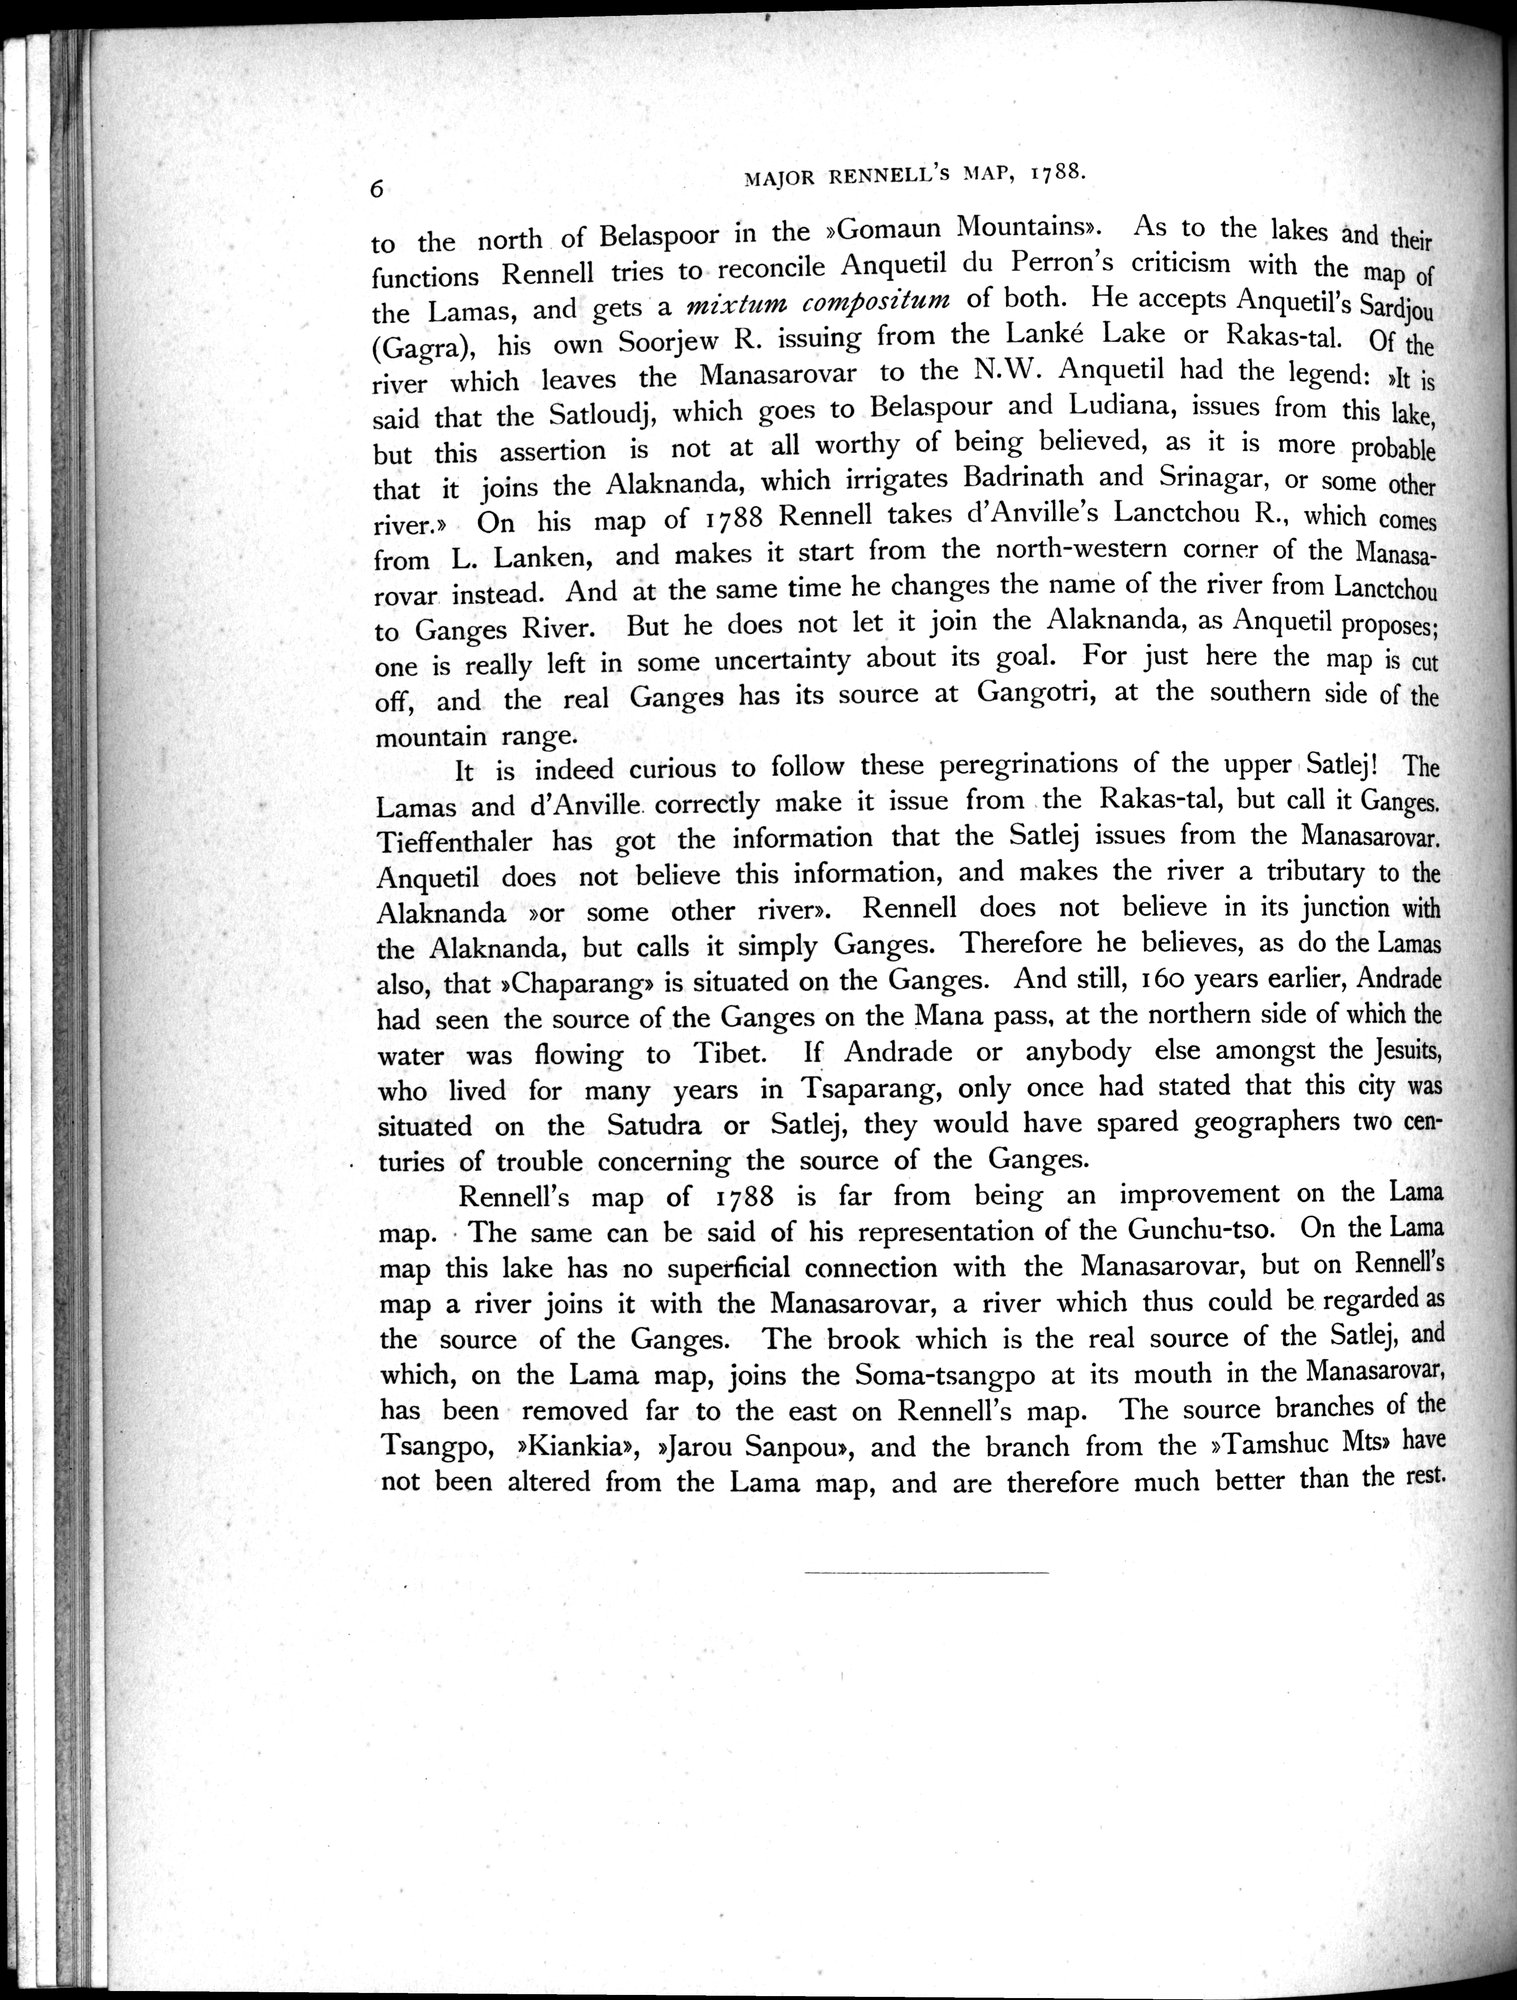 6
MAJOR RENNELL'S MAP, 1788.
to the north of Belaspoor in the »Gomaun Mountains». As to the lakes and their
functions Rennell tries to reconcile Anquetil du Perron's criticism with the map of
the Lamas, and gets a mixtum compositum of both. He accepts Anquetil's Sardjou
(Gagra), his own Soorjew R. issuing from the Lanké Lake or Rakas-tal. Of the
river which leaves the Manasarovar to the N.W. Anquetil had the legend: »It is
said that the Satloudj, which goes to Belaspour and Ludiana, issues from this lake,
but this assertion is not at all worthy of being believed, as it is more probable
that it joins the Alaknanda, which irrigates Badrinath and Srinagar, or some other
river.» On his map of 1788 Rennell takes d'Anville's Lanctchou R., which comes
from L. Lanken, and makes it start from the north-western corner of the Manasa-
rovar instead. And at the same time he changes the name of the river from Lanctchou
to Ganges River. But he does not let it join the Alaknanda, as Anquetil proposes;
one is really left in some uncertainty about its goal. For just here the map is cut
off, and the real Ganges has its source at Gangotri, at the southern side of the
mountain range.
It is indeed curious to follow these peregrinations of the upper Satlej! The
Lamas and d'Anville correctly make it issue from the Rakas-tal, but call it Ganges.
Tieffenthaler has got the information that the Satlej issues from the Manasarovar.
Anquetil does not believe this information, and makes the river a tributary to the
Alaknanda »or some other river». Rennell does not believe in its junction with
the Alaknanda, but calls it simply Ganges. Therefore he believes, as do the Lamas
also, that »Chaparang» is situated on the Ganges. And still, 160 years earlier, Andrade
had seen the source of the Ganges on the Mana pass, at the northern side of which the
water was flowing to Tibet. If Andrade or anybody else amongst the Jesuits,
who lived for many years in Tsaparang, only once had stated that this city was
situated on the Satudra or Satlej, they would have spared geographers two cen-
turies of trouble concerning the source of the Ganges.
Rennell's map of 1788 is far from being an improvement on the Lama
map. The same can be said of his representation of the Gunchu-tso. On the Lama
map this lake has no superficial connection with the Manasarovar, but on Rennell's
map a river joins it with the Manasarovar, a river which thus could be regarded as
the source of the Ganges. The brook which is the real source of the Satlej, and
which, on the Lama map, joins the Soma-tsangpo at its mouth in the Manasarovar,
has been removed far to the east on Rennell's map. The source branches of the
Tsangpo, »Kiankia», »Jarou Sanpou», and the branch from the »Tamshuc Mts» have
not been altered from the Lama map, and are therefore much better than the rest.